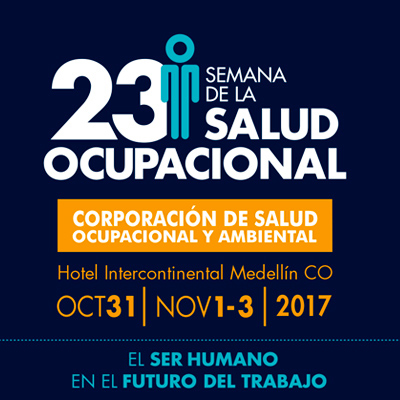 23 SEMANA
DE LA
SALUD
OCUPACIONAL
CORPORACIÓN DE SALUD
OCUPACIONAL Y AMBIENTAL
Hotel Intercontinental Medellín CO
OCT31|NOV1-3|2017
EL SER HUMANO
EN EL FUTURO DEL TRABAJO